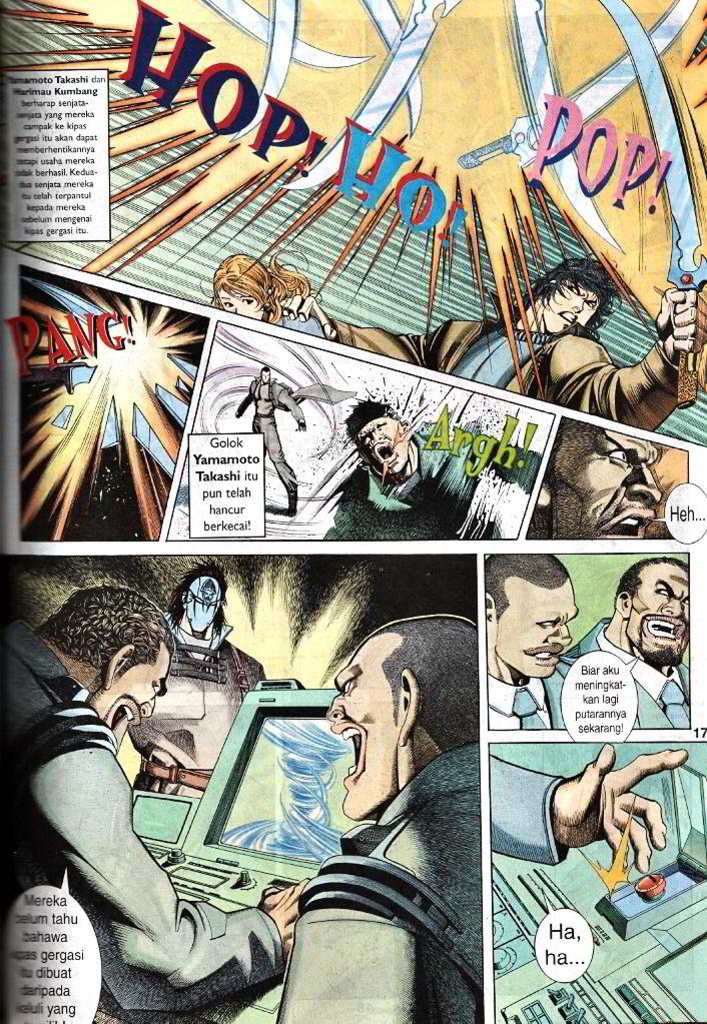 Yamamoto Takashi dan
Harimau Kumbang
berharap senjata-
senjata yang mereka
campak ke kipas
gergasi itu akan dapat
memberhentikannya
tetapi usaha mereka
tidak berhasil. Kedua-
dua senjata mereka
itu telah terpantul
kepada mereka
sebelum mengenai
kipas gergasi itu.
HOP!
HO!
POP!
PANG!
Golok
Yamamoto
Takashi itu
pun telah
hancur
berkecai!
Argh!
Heh...
Mereka
belum tahu
bahawa
kipas gergasi
itu dibuat
daripada
keluli yang
Biar aku
meningkat-
kan lagi
putarannya
sekarang!
17
Ha,
ha...